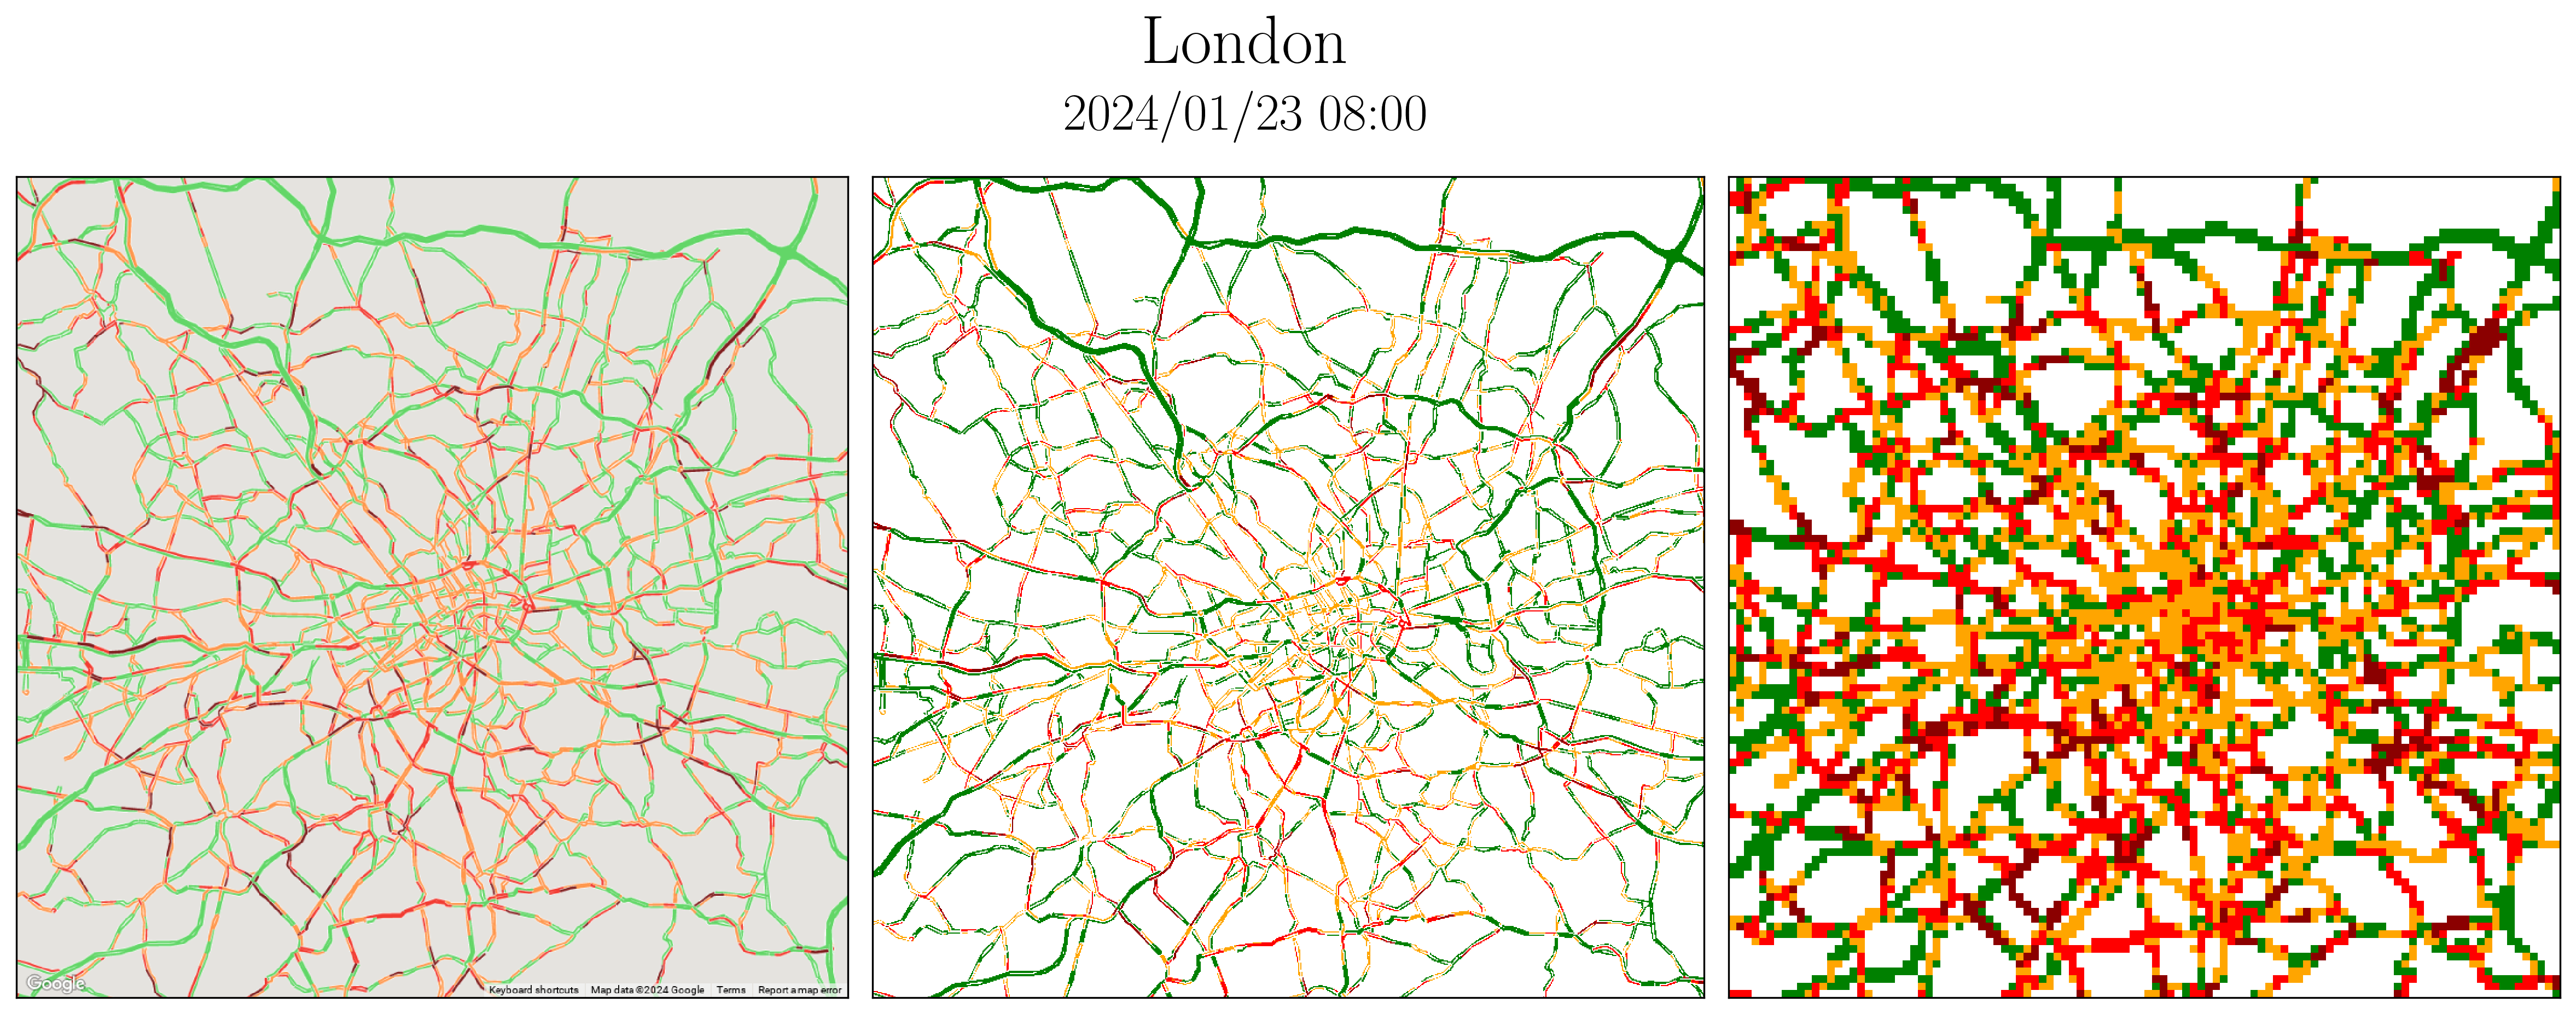 London
2024/01/23 08:00
Google
Keyboard shortcuts
Map data ©2024 Google
Terms
Report a map error